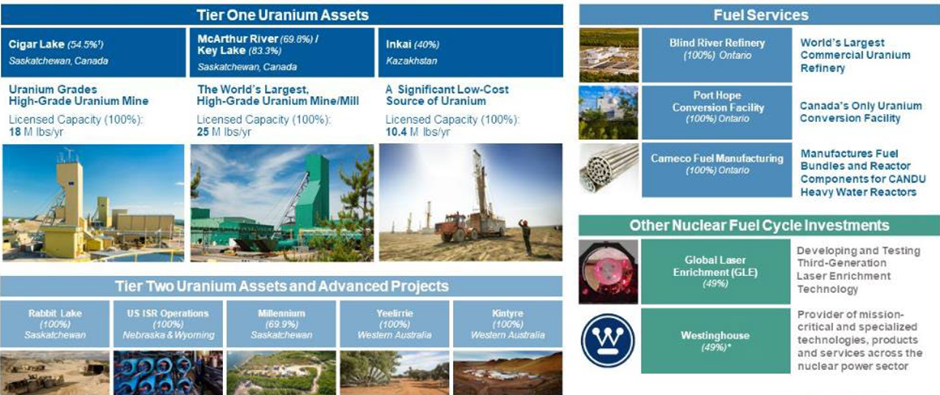 Tier One Uranium Assets
Cigar Lake (54.5%¹)
Saskatchewan, Canada
McArthur River (69.8%) /
Key Lake (83.3%)
Saskatchewan, Canada
Inkai (40%)
Kazakhstan
Uranium Grades
High-Grade Uranium Mine
Licensed Capacity (100%):
18 M lbs/yr
The World's Largest,
High-Grade Uranium Mine/Mill
Licensed Capacity (100%):
25 M lbs/yr
A Significant Low-Cost
Source of Uranium
Licensed Capacity (100%):
10.4 M lbs/yr
Tier Two Uranium Assets and Advanced Projects
Rabbit Lake
(100%)
Saskatchewan
US ISR Operations
(100%)
Nebraska & Wyoming
Millennium
(69.9%)
Saskatchewan
Yeelirrie
(100%)
Western Australia
Kintyre
(100%)
Western Australia
Fuel Services
Blind River Refinery
(100%) Ontario
World's Largest
Commercial Uranium
Refinery
Port Hope
Conversion Facility
(100%) Ontario
Canada's Only Uranium
Conversion Facility
Cameco Fuel Manufacturing
(100%) Ontario
Manufactures Fuel
Bundles and Reactor
Components for CANDU
Heavy Water Reactors
Other Nuclear Fuel Cycle Investments
Global Laser
Enrichment (GLE)
(49%)
Developing and Testing
Third-Generation
Laser Enrichment
Technology
Westinghouse
(49%)*
Provider of mission-
critical and specialized
technologies, products
and services across the
nuclear power sector